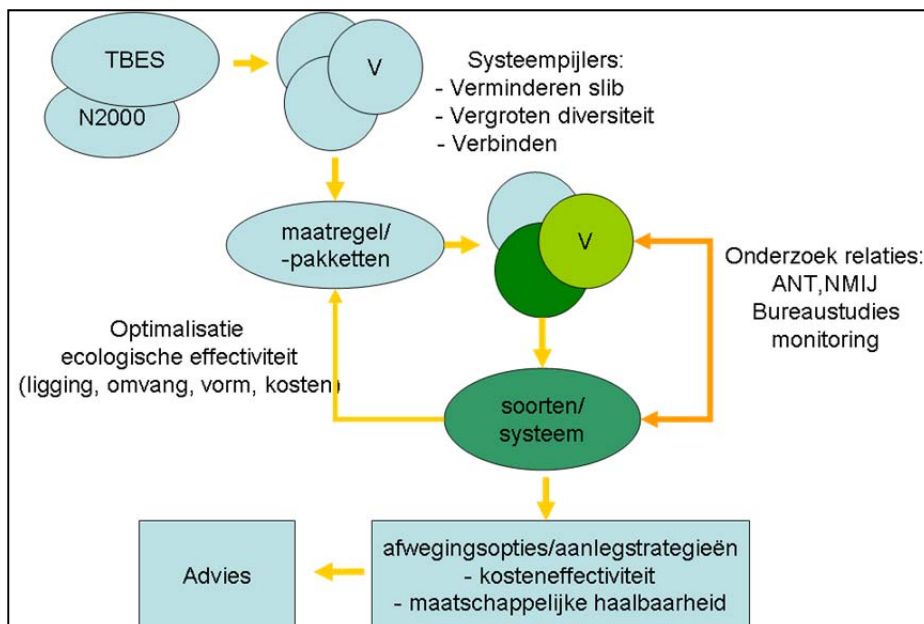 TBES
N2000
V
Systeempijlers:
- Verminderen slib
- Vergroten diversiteit
- Verbinden
maatregel/
-pakketten
V
Onderzoek relaties:
ANT,NMIJ
Bureaustudies
monitoring
Optimalisatie
ecologische effectiviteit
(ligging, omvang, vorm, kosten)
soorten/
systeem
afwegingsopties/aanlegstrategieën
- kosteneffectiviteit
- maatschappelijke haalbaarheid
Advies